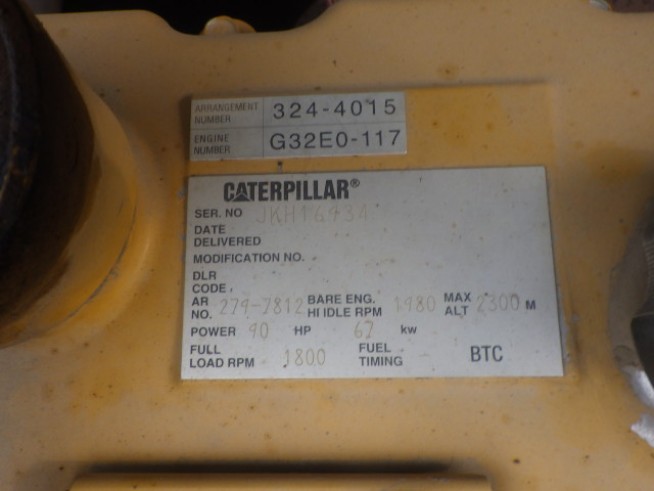 ARRANGEMENT NUMBER 324-4015
ENGINE NUMBER G32E0-117
CATERPILLAR®
SER. NO JKH16434
DATE
DELIVERED
MODIFICATION NO.
DLR
CODE
AR NO. 279-7812 BARE ENG. HI IDLE RPM 1980 MAX ALT 2300 M
POWER 90 HP 67 kw
FULL LOAD RPM 1800 FUEL TIMING BTC